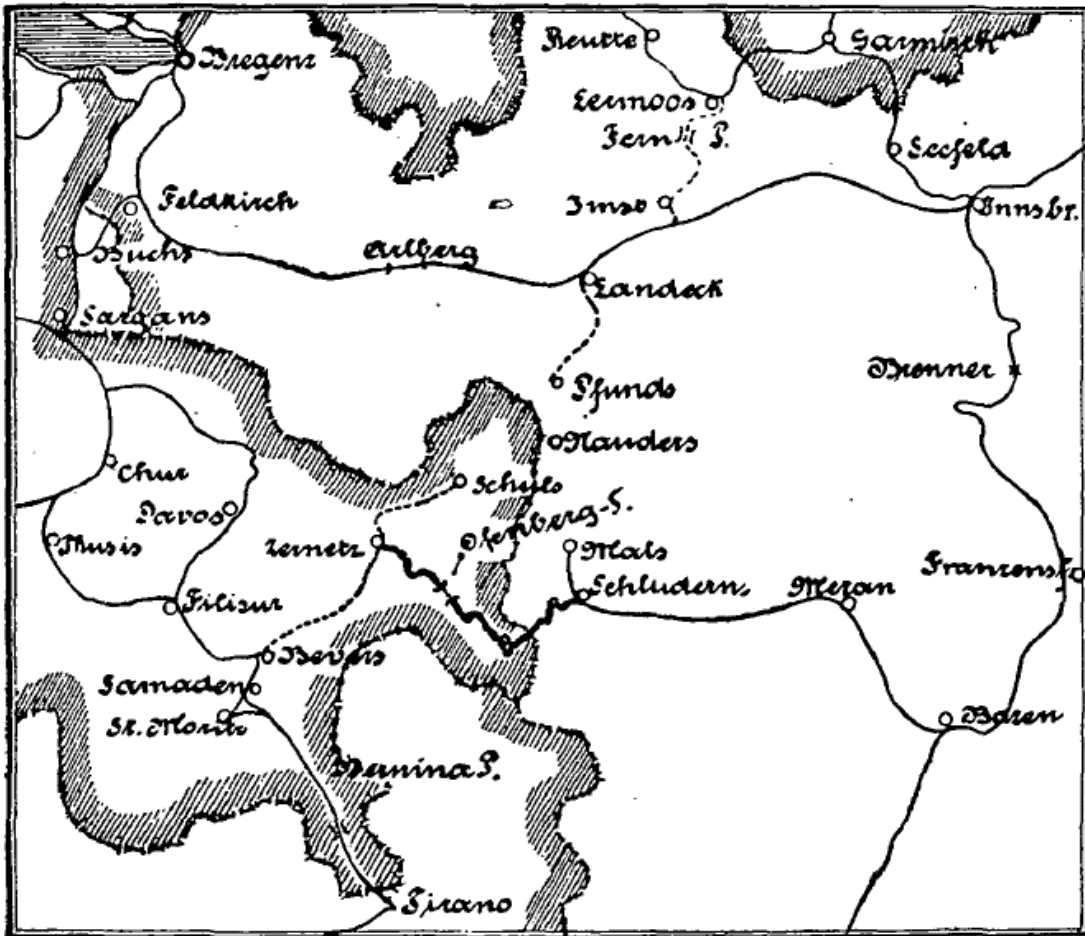 Reutte
Garmisch
Bregenz
Lermoos
Fern P.
Seefeld
Feldkirch
Imst
Innsbr.
Buchs
Arlberg
Landeck
Sargans
Brenner
Pfunds
Nauders
Chur
Schuls
Davos
Ofenberg-P.
Thusis
Zernetz
Mals
Franzensf.
Schludern,
Meran
Filisur
Bevers
Samaden
St. Moritz
Bozen
Bernina P.
Tirano